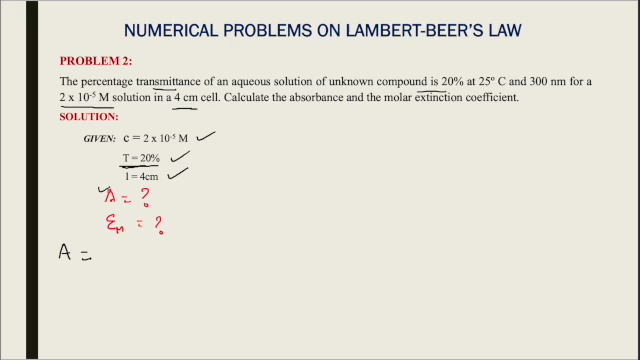 NUMERICAL PROBLEMS ON LAMBERT-BEER'S LAW
PROBLEM 2:
The percentage transmittance of an aqueous solution of unknown compound is 20% at 25º C and 300 nm for a
2 x 10⁻⁵ M solution in a 4 cm cell. Calculate the absorbance and the molar extinction coefficient.
SOLUTION:
GIVEN: c = 2 x 10⁻⁵ M
T = 20%
l = 4cm
A = ?
ε_M = ?
A =